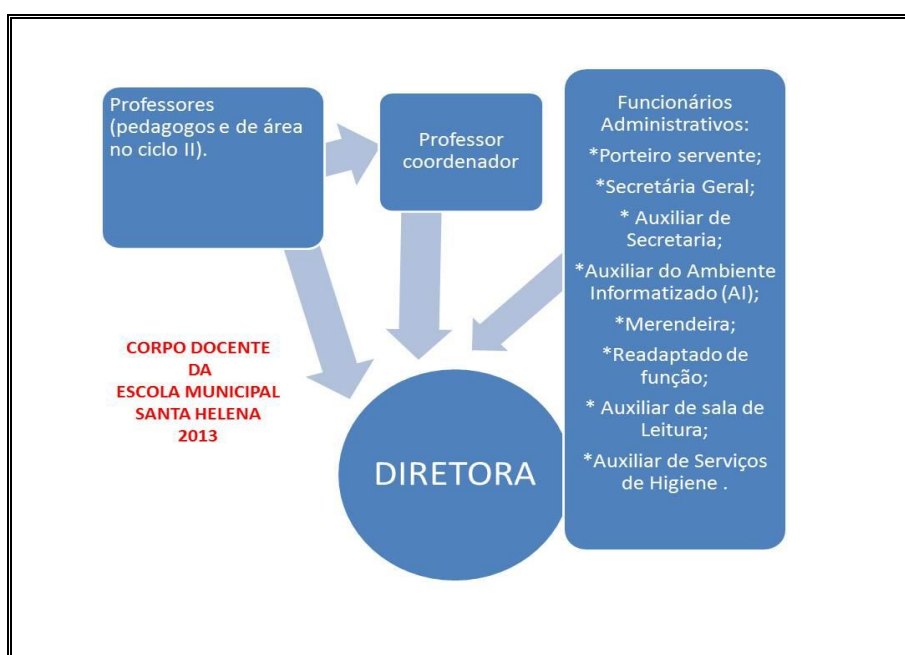 Professores
(pedagogos e de área
no ciclo II).
Professor
coordenador
Funcionários
Administrativos:
*Porteiro servente;
*Secretária Geral;
* Auxiliar de
Secretaria;
*Auxiliar do Ambiente
Informatizado (AI);
*Merendeira;
*Readaptado de
função;
* Auxiliar de sala de
Leitura;
*Auxiliar de Serviços
de Higiene .
CORPO DOCENTE
DA
ESCOLA MUNICIPAL
SANTA HELENA
2013
DIRETORA